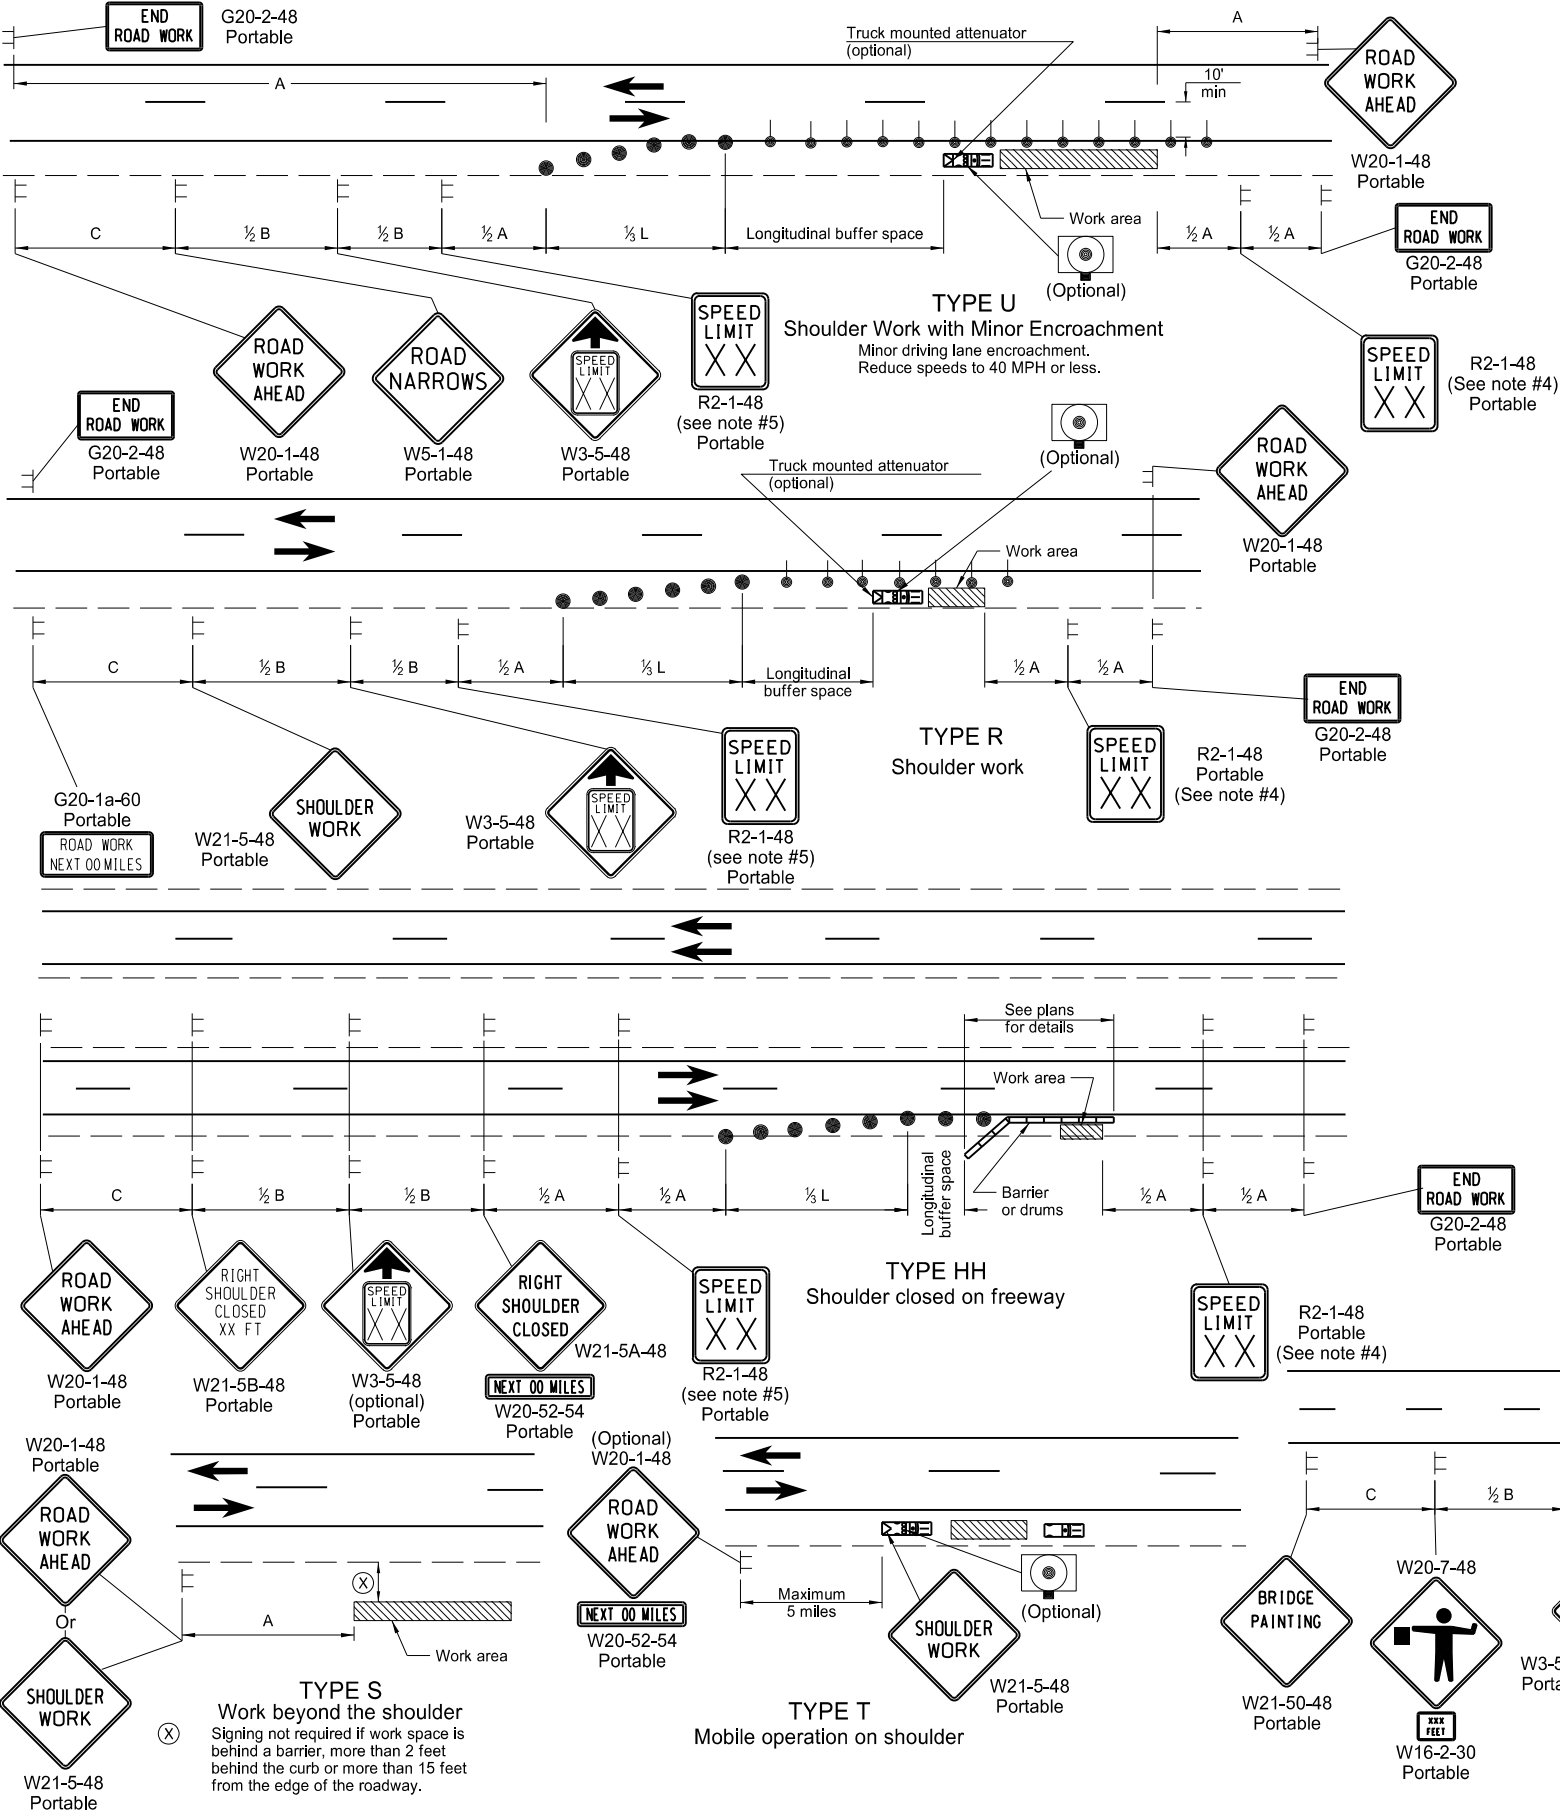 END
ROAD WORK
G20-2-48
Portable
A
Truck mounted attenuator
(optional)
A
10'
min
ROAD
WORK
AHEAD
W20-1-48
Portable
Work area
C
½ B
½ B
½ A
⅓ L
Longitudinal buffer space
½ A
½ A
END
ROAD WORK
G20-2-48
Portable
(Optional)
TYPE U
Shoulder Work with Minor Encroachment
Minor driving lane encroachment.
Reduce speeds to 40 MPH or less.
ROAD
WORK
AHEAD
W20-1-48
Portable
ROAD
NARROWS
W5-1-48
Portable
SPEED
LIMIT
XX
W3-5-48
Portable
SPEED
LIMIT
XX
R2-1-48
(see note #5)
Portable
SPEED
LIMIT
XX
R2-1-48
(See note #4)
Portable
END
ROAD WORK
G20-2-48
Portable
Truck mounted attenuator
(optional)
(Optional)
ROAD
WORK
AHEAD
W20-1-48
Portable
Work area
C
½ B
½ B
½ A
⅓ L
Longitudinal
buffer space
½ A
½ A
END
ROAD WORK
G20-2-48
Portable
TYPE R
Shoulder work
G20-1a-60
Portable
ROAD WORK
NEXT 00 MILES
SHOULDER
WORK
W21-5-48
Portable
SPEED
LIMIT
XX
W3-5-48
Portable
SPEED
LIMIT
XX
R2-1-48
(see note #5)
Portable
SPEED
LIMIT
XX
R2-1-48
Portable
(See note #4)
See plans
for details
Work area
C
½ B
½ B
½ A
½ A
⅓ L
Longitudinal
buffer space
Barrier
or drums
½ A
½ A
END
ROAD WORK
G20-2-48
Portable
TYPE HH
Shoulder closed on freeway
ROAD
WORK
AHEAD
W20-1-48
Portable
RIGHT
SHOULDER
CLOSED
XX FT
W21-5B-48
Portable
SPEED
LIMIT
XX
W3-5-48
(optional)
Portable
RIGHT
SHOULDER
CLOSED
W21-5A-48
NEXT 00 MILES
W20-52-54
Portable
SPEED
LIMIT
XX
R2-1-48
(see note #5)
Portable
SPEED
LIMIT
XX
R2-1-48
Portable
(See note #4)
W20-1-48
Portable
ROAD
WORK
AHEAD
Or
SHOULDER
WORK
W21-5-48
Portable
X
A
Work area
TYPE S
Work beyond the shoulder
X
Signing not required if work space is
behind a barrier, more than 2 feet
behind the curb or more than 15 feet
from the edge of the roadway.
(Optional)
W20-1-48
ROAD
WORK
AHEAD
NEXT 00 MILES
W20-52-54
Portable
Maximum
5 miles
SHOULDER
WORK
W21-5-48
Portable
(Optional)
TYPE T
Mobile operation on shoulder
C
½ B
BRIDGE
PAINTING
W21-50-48
Portable
W20-7-48
XXX
FEET
W16-2-30
Portable
W3-5
Porta